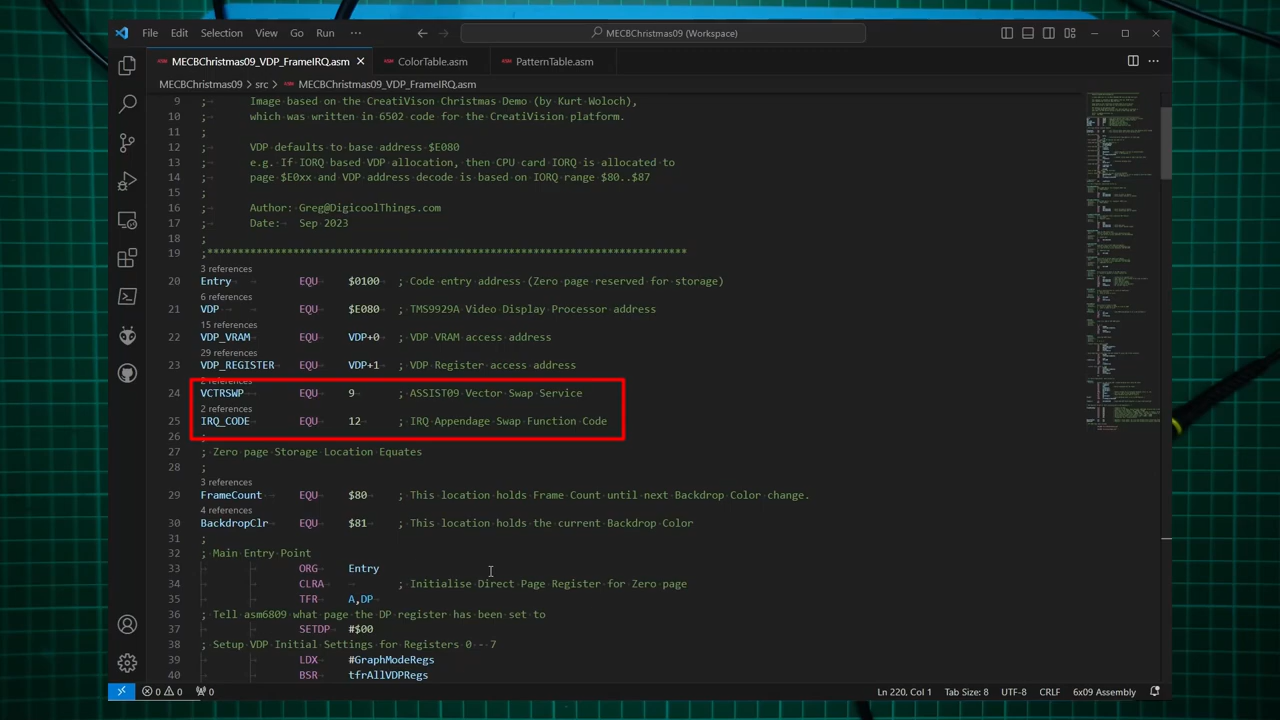 File Edit Selection View Go Run ··· MECBChristmas09 (Workspace)
MECBChristmas09_VDP_FrameIRQ.asm ColorTable.asm PatternTable.asm
MECBChristmas09 > src > MECBChristmas09_VDP_FrameIRQ.asm
9 ; Image based on the CreatiVison Christmas Demo (by Kurt Woloch),
10 ; which was written in 6502 code for the CreatiVision platform.
11 ;
12 ; VDP defaults to base address $E080
13 ; e.g. If IORQ based VDP allocation, then CPU card IORQ is allocated to
14 ; page $E0xx and VDP address decode is based on IORQ range $80..$87
15 ;
16 ; Author: Greg@DigicoolThings.com
17 ; Date: Sep 2023
18 ;
19 ;******************************************************************************
3 references
20 Entry EQU $0100 ; Code entry address (Zero page reserved for storage)
6 references
21 VDP EQU $E080 ; TMS9929A Video Display Processor address
15 references
22 VDP_VRAM EQU VDP+0 ; VDP VRAM access address
29 references
23 VDP_REGISTER EQU VDP+1 ; VDP Register access address
2 references
24 VCTRSWP EQU 9 ; ASSIST09 Vector Swap Service
2 references
25 IRQ_CODE EQU 12 ; IRQ Appendage Swap Function Code
26 ;
27 ; Zero page Storage Location Equates
28 ;
3 references
29 FrameCount EQU $80 ; This location holds Frame Count until next Backdrop Color change.
4 references
30 BackdropClr EQU $81 ; This location holds the current Backdrop Color
31 ;
32 ; Main Entry Point
33 ORG Entry
34 CLRA ; Initialise Direct Page Register for Zero page
35 TFR A,DP
36 ; Tell asm6809 what page the DP register has been set to
37 SETDP #$00
38 ; Setup VDP Initial Settings for Registers 0 - 7
39 LDX #GraphModeRegs
40 BSR tfrAllVDPRegs
0 0 0 Ln 220, Col 1 Tab Size: 8 UTF-8 CRLF 6x09 Assembly